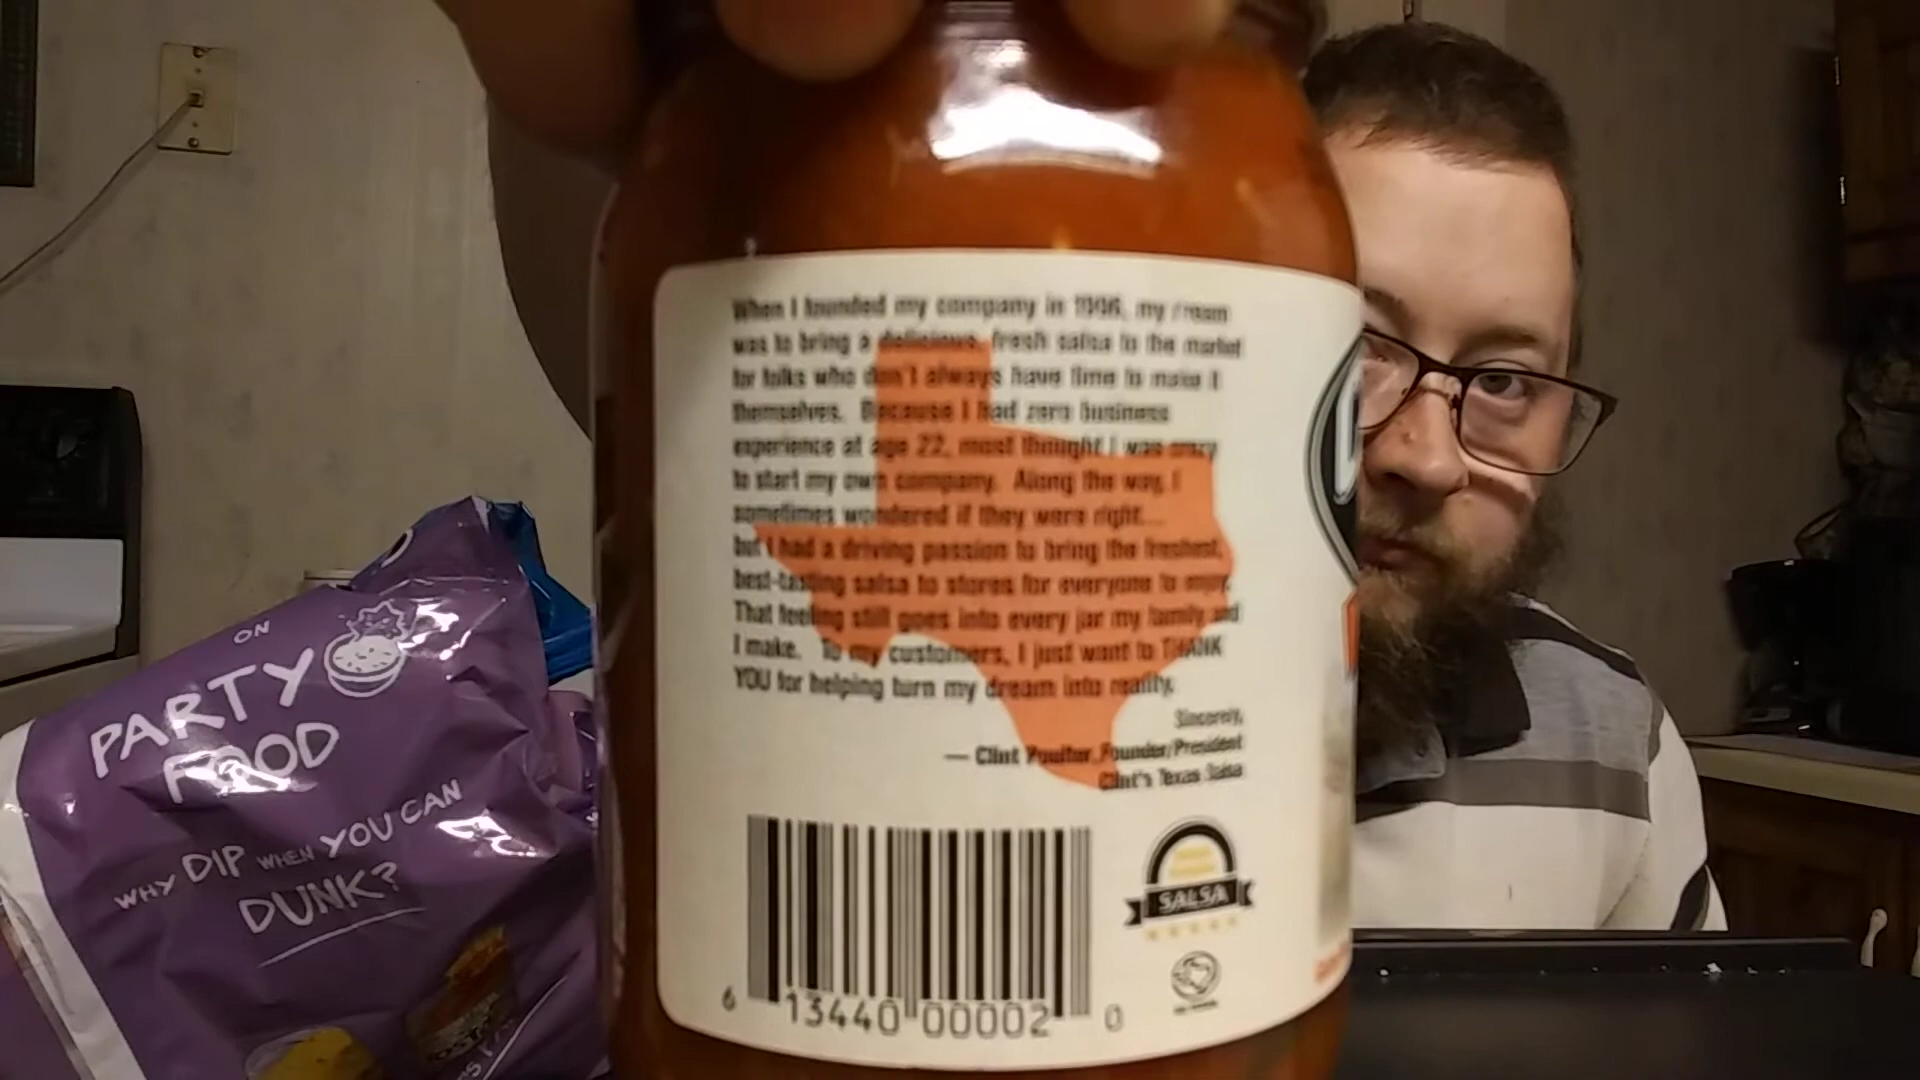 When I founded my company in 1996, my dream
was to bring a delicious, fresh salsa to the market
for folks who don't always have time to make it
themselves. Because I had zero business
experience at age 22, most thought I was crazy
to start my own company. Along the way, I
sometimes wondered if they were right...
but I had a driving passion to bring the freshest,
best-tasting salsa to stores for everyone to enjoy.
That feeling still goes into every jar my family and
I make. To my customers, I just want to THANK
YOU for helping turn my dream into reality.
Sincerely,
— Clint Poulter, Founder/President
Clint's Texas Salsa
SALSA
6 13440 00002 0
ON
PARTY
FOOD
WHY DIP WHEN YOU CAN
DUNK?